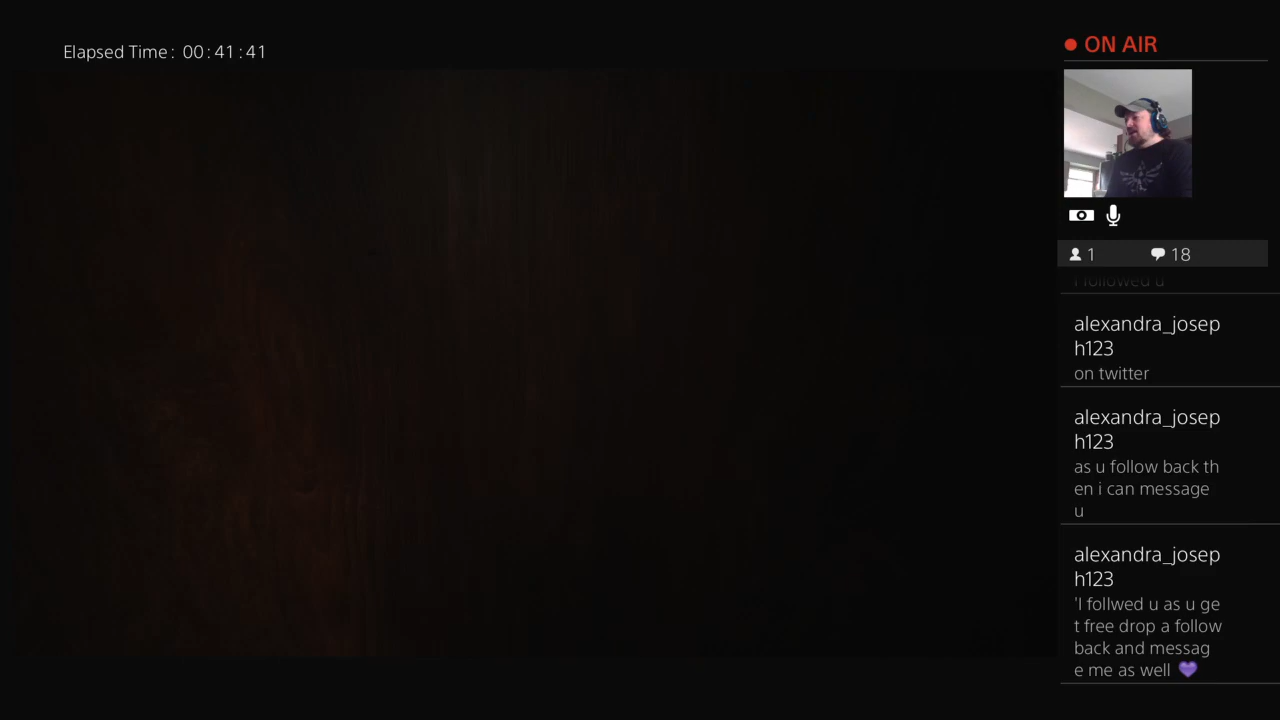 Elapsed Time: 00:41:41
ON AIR
1 18
I followed u
alexandra_josep
h123
on twitter
alexandra_josep
h123
as u follow back th
en i can message
u
alexandra_josep
h123
'I follwed u as u ge
t free drop a follow
back and messag
e me as well 💜